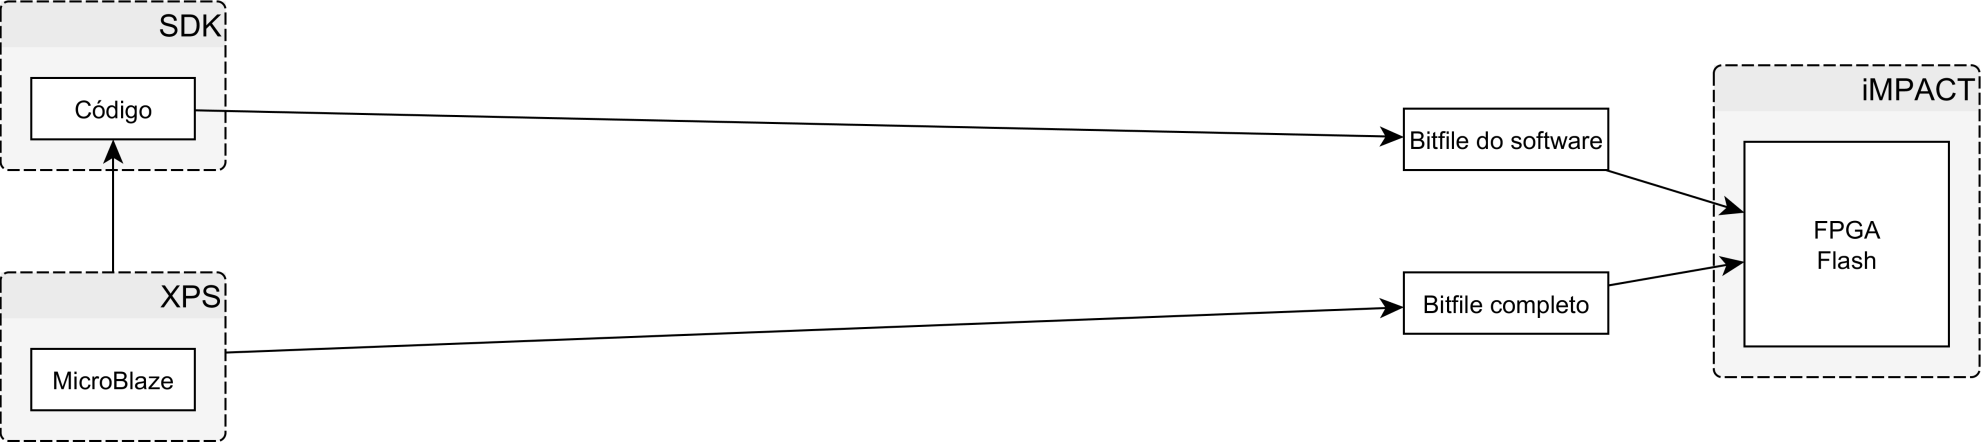 SDK
Código
XPS
MicroBlaze
Bitfile do software
Bitfile completo
iMPACT
FPGA
Flash